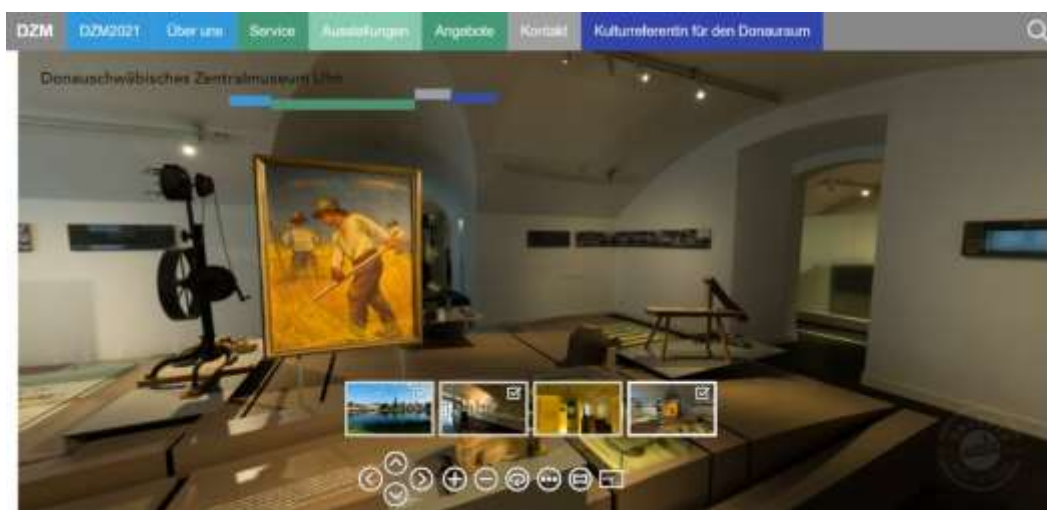 DZM DZM2021 Über uns Service Ausstellungen Angebote Kontakt Kulturreferentin für den Donauraum
Donauschwäbisches Zentralmuseum Ulm